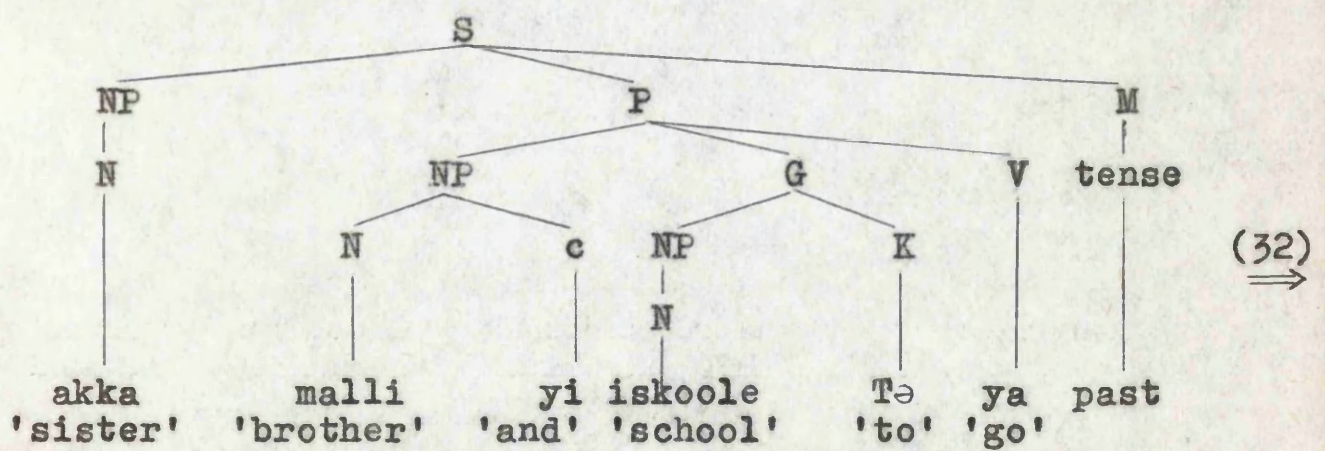 S
NP P M
N NP G V tense
N c NP K
(32)
⇒
N
akka malli yi iskoole Tə ya past
'sister' 'brother' 'and' 'school' 'to' 'go'